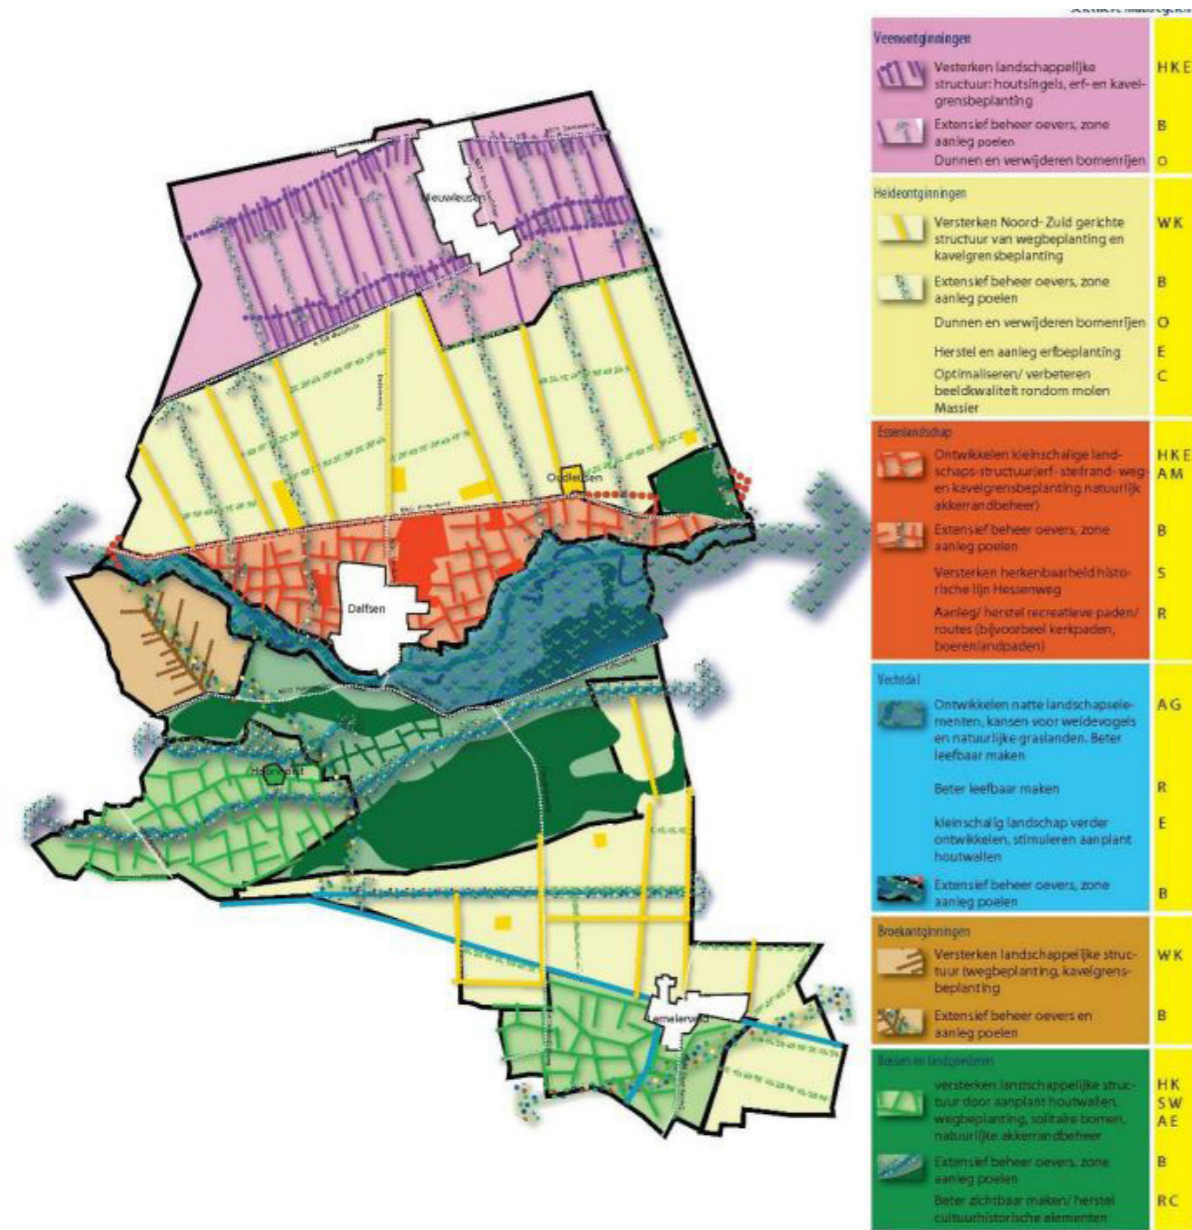 Veenontginningen
Vesterken landschappelijke HKE
structuur: houtsingels, erf- en kavel-
grensbeplanting
Extensief beheer oevers, zone B
aanleg poelen
Dunnen en verwijderen bomenrijen O
Heideontginningen
Versterken Noord- Zuid gerichte WK
structuur van wegbeplanting en
kavelgrensbeplanting
Extensief beheer oevers, zone B
aanleg poelen
Dunnen en verwijderen bomenrijen O
Herstel en aanleg erfbeplanting E
Optimaliseren/ verbeteren C
beeldkwaliteit rondom molen
Massier
Essenlandschap
Ontwikkelen kleinschalige land- HKE
schaps-structuur(erf- steilrand- weg- AM
en kavelgrensbeplanting natuurlijk
akkerrandbeheer)
Extensief beheer oevers, zone B
aanleg poelen
Versterken herkenbaarheid histo- S
rische lijn Hessenweg
Aanleg/ herstel recreatieve paden/ R
routes (bijvoorbeel kerkpaden,
boerenlandpaden)
Vechtdal
Ontwikkelen natte landschapsele- AG
menten, kansen voor weidevogels
en natuurlijke graslanden. Beter
leefbaar maken
Beter leefbaar maken R
kleinschalig landschap verder E
ontwikkelen, stimuleren aanplant
houtwallen
Extensief beheer oevers, zone B
aanleg poelen
Broekontginningen
Versterken landschappelijke struc- WK
tuur (wegbeplanting, kavelgrens-
beplanting
Extensief beheer oevers en B
aanleg poelen
Bossen en landgoederen
versterken landschappelijke struc- HK
tuur door aanplant houtwallen, SW
wegbeplanting, solitaire bomen, AE
natuurlijke akkerrandbeheer
Extensief beheer oevers, zone B
aanleg poelen
Beter zichtbaar maken/ herstel RC
cultuurhistorische elementen
Nieuwleusen
Oudleusen
Dalfsen
Hoonhorst
Lemelerveld